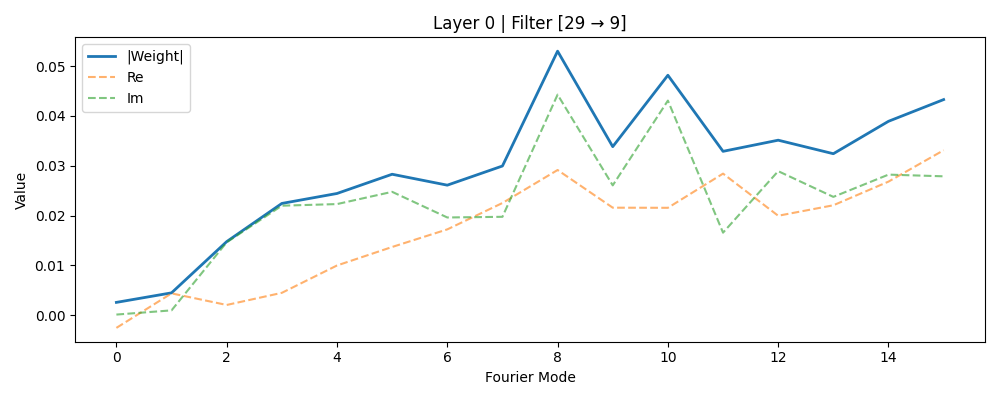 Layer 0 | Filter [29 → 9]
|Weight|
Re
Im
0.05
0.04
0.03
0.02
0.01
0.00
Value
0 2 4 6 8 10 12 14
Fourier Mode